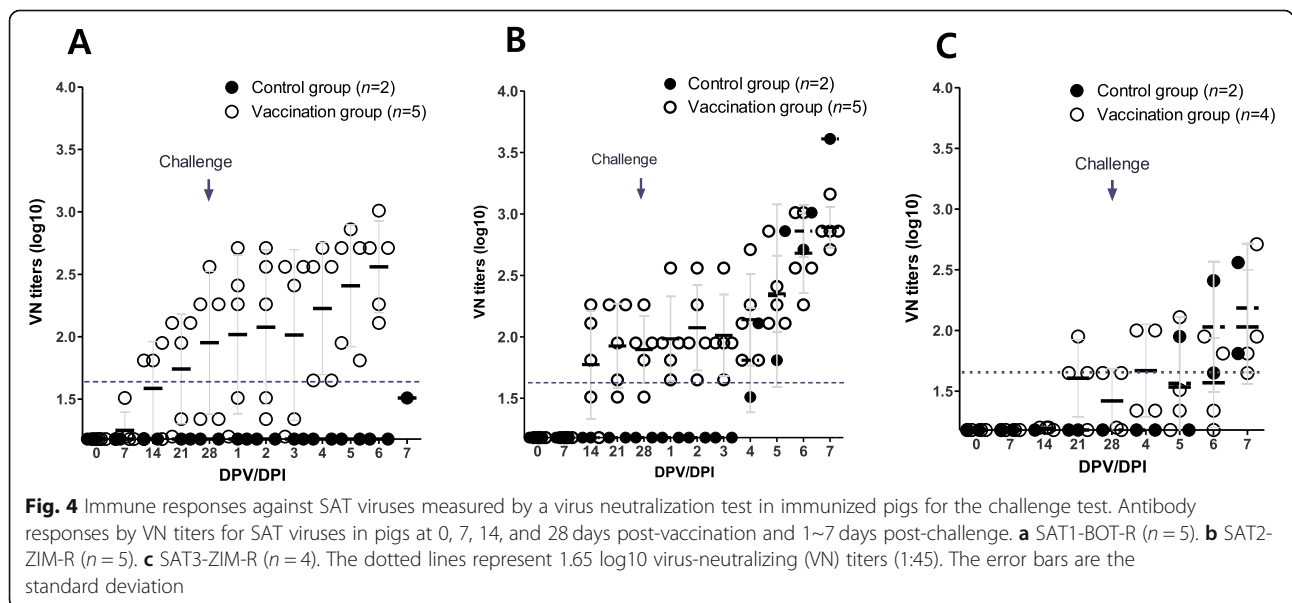 A
4.0
3.5
3.0
2.5
2.0
1.5
VN titers (log10)
Control group (n=2)
Vaccination group (n=5)
Challenge
0 7 14 21 28 1 2 3 4 5 6 7
DPV/DPI
B
4.0
3.5
3.0
2.5
2.0
1.5
VN titers (log10)
Control group (n=2)
Vaccination group (n=5)
Challenge
0 7 14 21 28 1 2 3 4 5 6 7
DPV/DPI
C
4.0
3.5
3.0
2.5
2.0
1.5
VN titers (log10)
Control group (n=2)
Vaccination group (n=4)
Challenge
0 7 14 21 28 4 5 6 7
DPV/DPI
Fig. 4 Immune responses against SAT viruses measured by a virus neutralization test in immunized pigs for the challenge test. Antibody
responses by VN titers for SAT viruses in pigs at 0, 7, 14, and 28 days post-vaccination and 1~7 days post-challenge. a SAT1-BOT-R (n = 5). b SAT2-
ZIM-R (n = 5). c SAT3-ZIM-R (n = 4). The dotted lines represent 1.65 log10 virus-neutralizing (VN) titers (1:45). The error bars are the
standard deviation